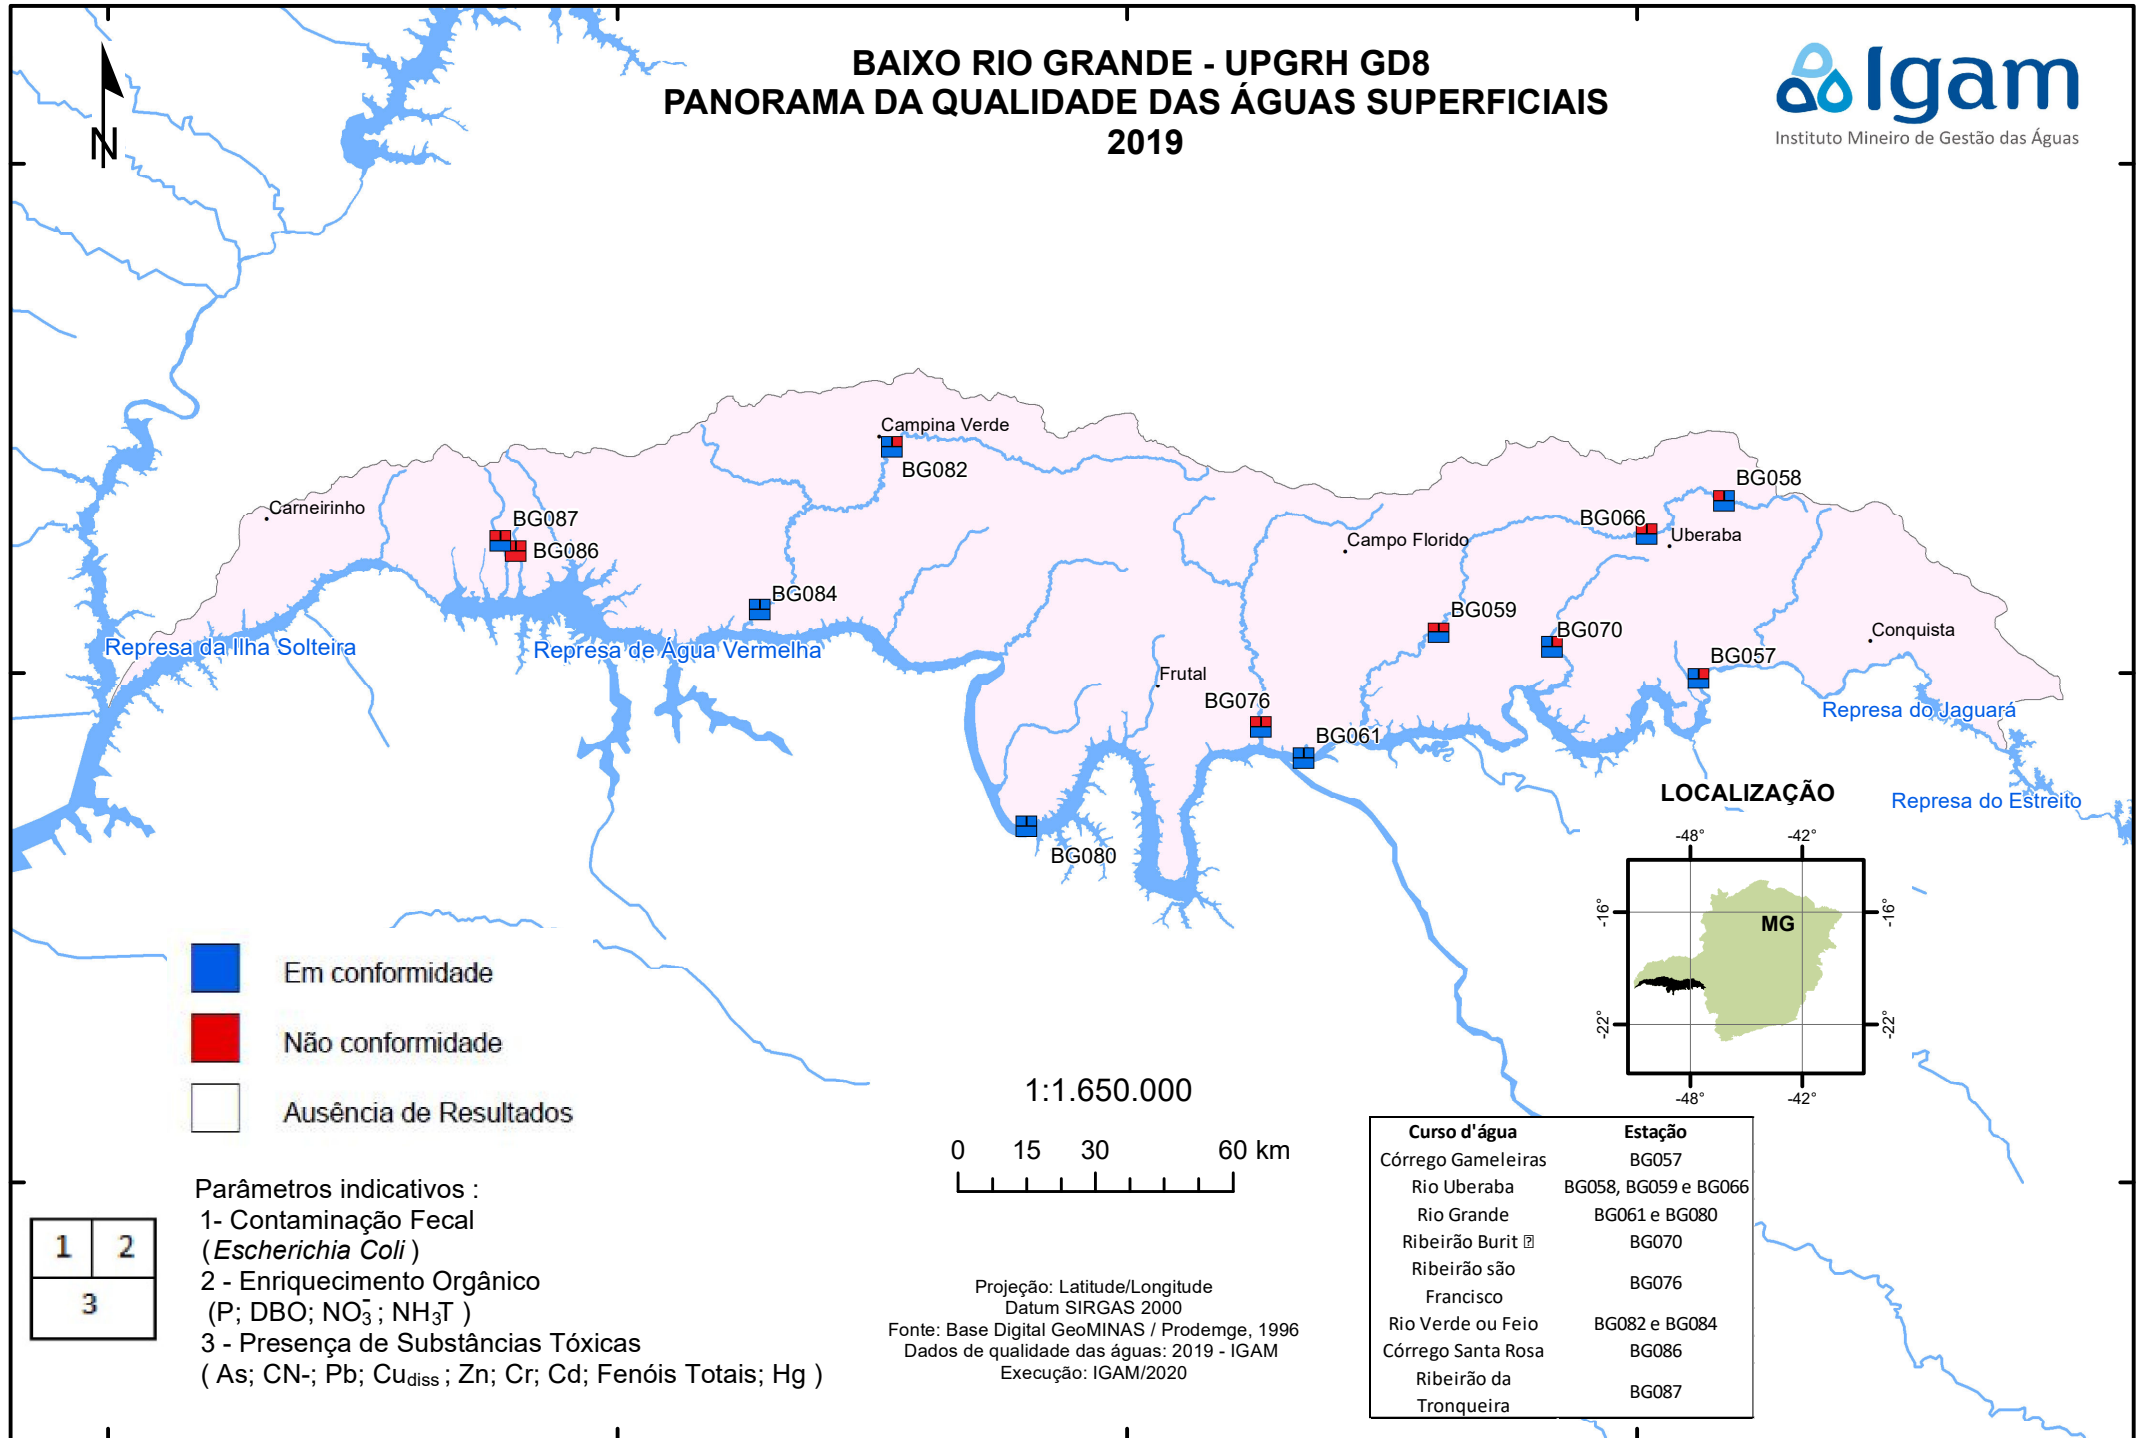 BAIXO RIO GRANDE - UPGRH GD8
PANORAMA DA QUALIDADE DAS ÁGUAS SUPERFICIAIS
2019
Igam
Instituto Mineiro de Gestão das Águas
N
Campina Verde
BG082
BG058
Carneirinho
BG087
BG086
BG066
Uberaba
Campo Florido
BG084
BG059
BG070
Conquista
Represa da Ilha Solteira
Represa de Água Vermelha
BG057
Frutal
BG076
Represa do Jaguará
BG061
BG080
Represa do Estreito
LOCALIZAÇÃO
-48° -42°
-16° MG -16°
-22° -22°
-48° -42°
Em conformidade
Não conformidade
Ausência de Resultados
1:1.650.000
0 15 30 60 km
Parâmetros indicativos :
1- Contaminação Fecal
(Escherichia Coli )
2 - Enriquecimento Orgânico
(P; DBO; NO₃⁻; NH₃T )
3 - Presença de Substâncias Tóxicas
( As; CN-; Pb; Cudiss ; Zn; Cr; Cd; Fenóis Totais; Hg )
1 2
3
Projeção: Latitude/Longitude
Datum SIRGAS 2000
Fonte: Base Digital GeoMINAS / Prodemge, 1996
Dados de qualidade das águas: 2019 - IGAM
Execução: IGAM/2020
Curso d'água Estação
Córrego Gameleiras BG057
Rio Uberaba BG058, BG059 e BG066
Rio Grande BG061 e BG080
Ribeirão Burit⍰ BG070
Ribeirão são
Francisco BG076
Rio Verde ou Feio BG082 e BG084
Córrego Santa Rosa BG086
Ribeirão da
Tronqueira BG087